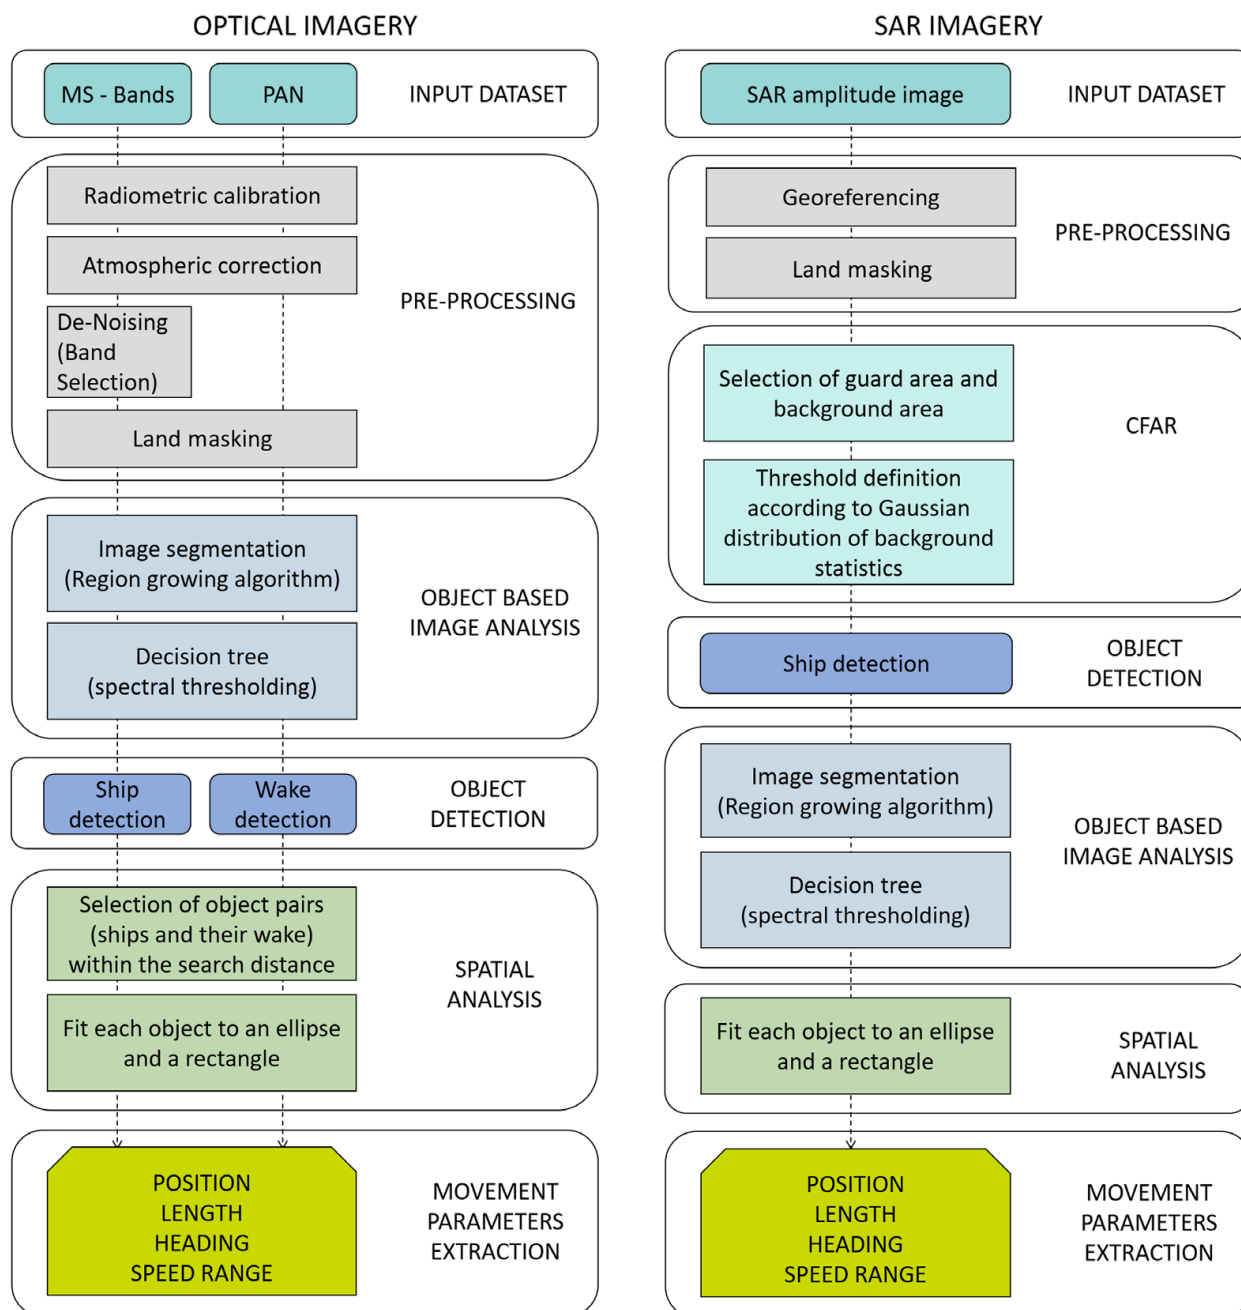 OPTICAL IMAGERY
MS - Bands
PAN
INPUT DATASET
Radiometric calibration
Atmospheric correction
De-Noising
(Band
Selection)
Land masking
PRE-PROCESSING
Image segmentation
(Region growing algorithm)
Decision tree
(spectral thresholding)
OBJECT BASED
IMAGE ANALYSIS
Ship
detection
Wake
detection
OBJECT
DETECTION
Selection of object pairs
(ships and their wake)
within the search distance
Fit each object to an ellipse
and a rectangle
SPATIAL
ANALYSIS
POSITION
LENGTH
HEADING
SPEED RANGE
MOVEMENT
PARAMETERS
EXTRACTION
SAR IMAGERY
SAR amplitude image
INPUT DATASET
Georeferencing
Land masking
PRE-PROCESSING
Selection of guard area and
background area
Threshold definition
according to Gaussian
distribution of background
statistics
CFAR
Ship detection
OBJECT
DETECTION
Image segmentation
(Region growing algorithm)
Decision tree
(spectral thresholding)
OBJECT BASED
IMAGE ANALYSIS
Fit each object to an ellipse
and a rectangle
SPATIAL
ANALYSIS
POSITION
LENGTH
HEADING
SPEED RANGE
MOVEMENT
PARAMETERS
EXTRACTION